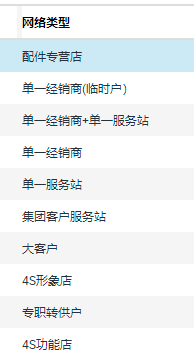 网络类型
配件专营店
单一经销商(临时户)
单一经销商+单一服务站
单一经销商
单一服务站
集团客户服务站
大客户
4S形象店
专职转供户
4S功能店